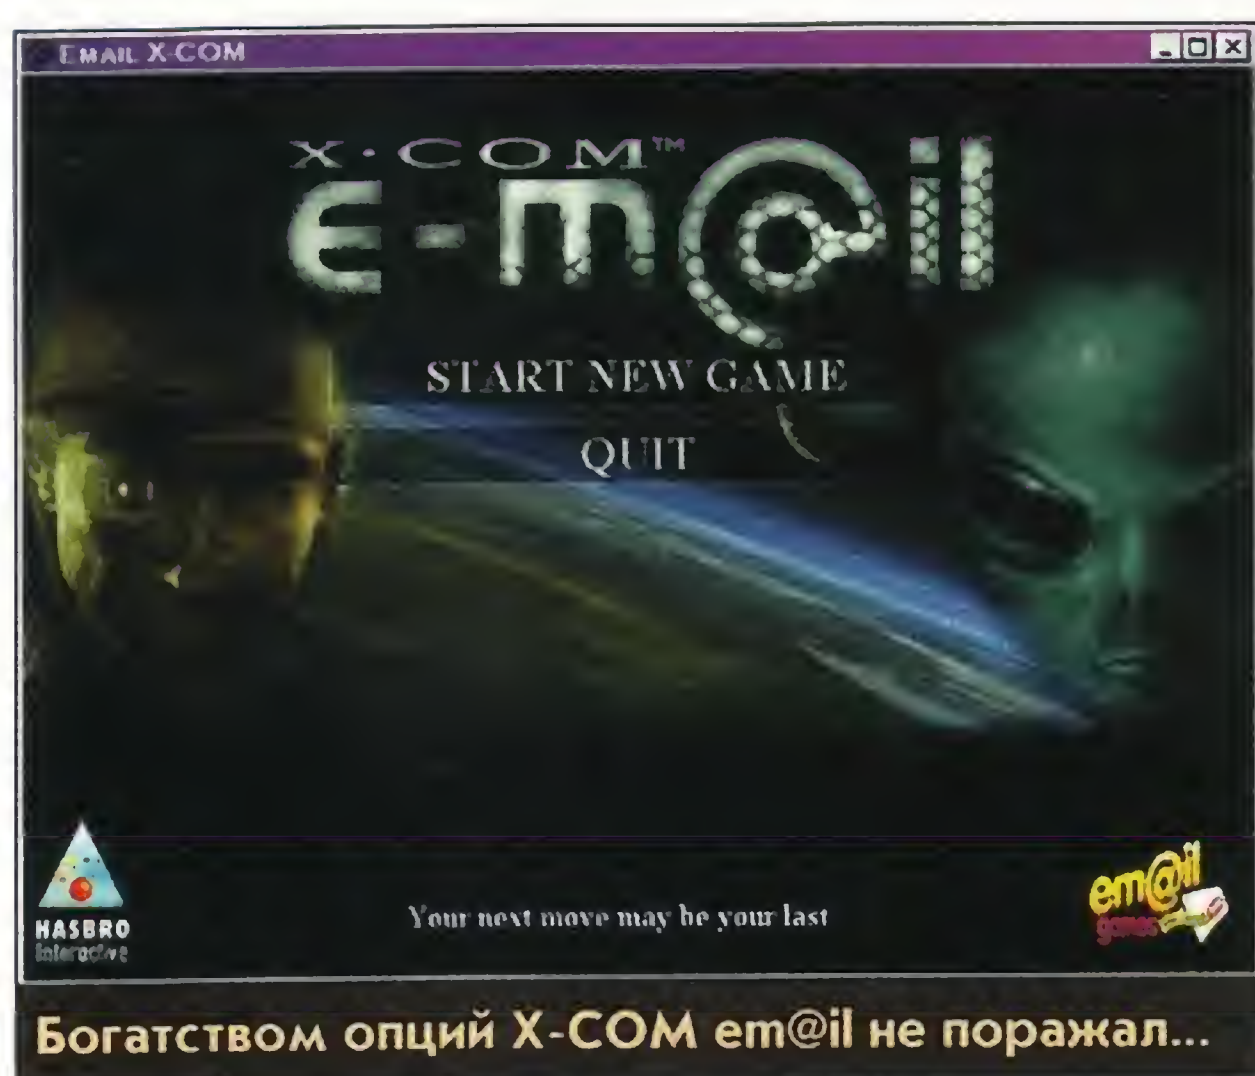 EMAIL X-COM
X·COM™
e-m@il
START NEW GAME
QUIT
HASBRO
Interactive
Your next move may be your last
em@il
games
Богатством опций X-COM em@il не поражал...